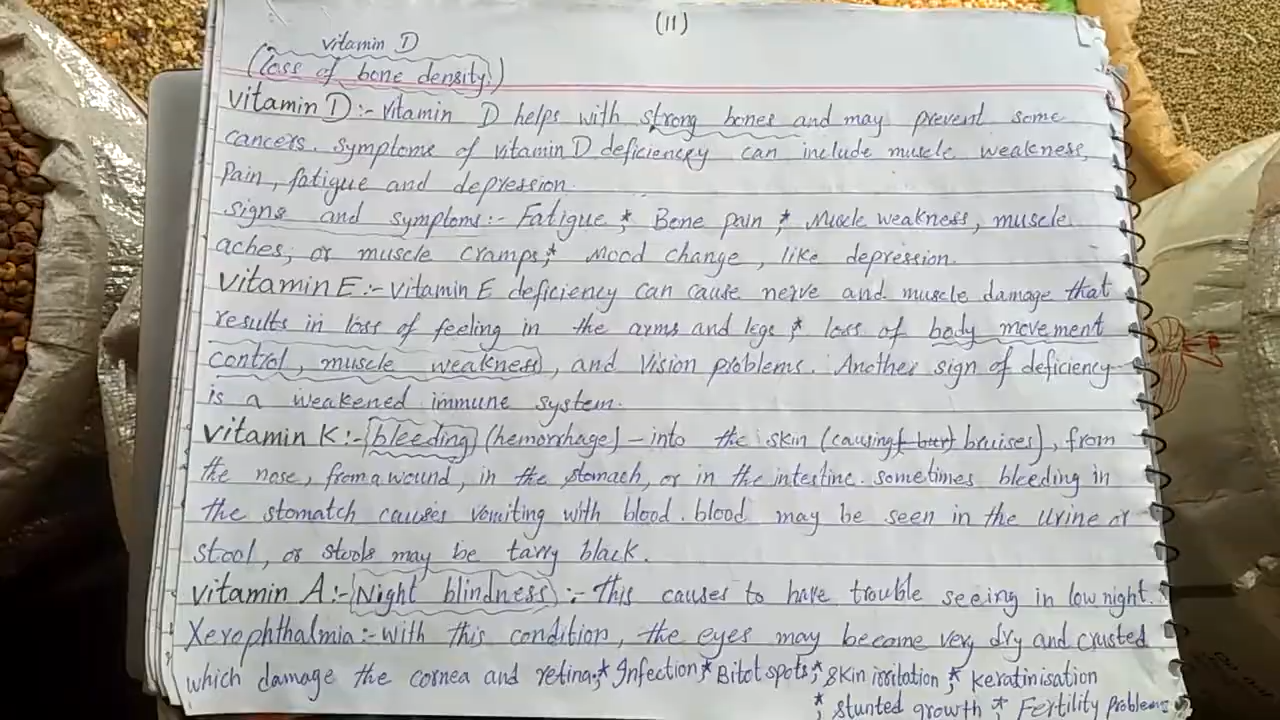 (11)
vitamin D
(loss of bone density.)
vitamin D :- vitamin D helps with strong bones and may prevent some
cancers. symptoms of vitamin D deficiency can include muscle weakness,
Pain, fatigue and depression.
signs and symptoms:- Fatigue * Bone pain * Muscle weakness, muscle
aches, or muscle cramps * Mood change, like depression.
vitamin E:- vitamin E deficiency can cause nerve and muscle damage that
results in loss of feeling in the arms and legs * loss of body movement
control, muscle weakness, and Vision problems. Another sign of deficiency
is a weakened immune system.
vitamin K:- bleeding (hemorrhage) - into the skin (causing bruises), from
the nose, from a wound, in the stomach, or in the intestine. sometimes bleeding in
the stomatch causes vomiting with blood. blood may be seen in the urine or
stool, or stools may be tarry black.
vitamin A:- Night blindness :- This causes to have trouble seeing in low night.
Xerophthalmia:- with this condition, the eyes may become very dry and crusted
which damage the cornea and retina * Infection * Bitot spots * skin irritation * keratinisation
* stunted growth * Fertility Problems